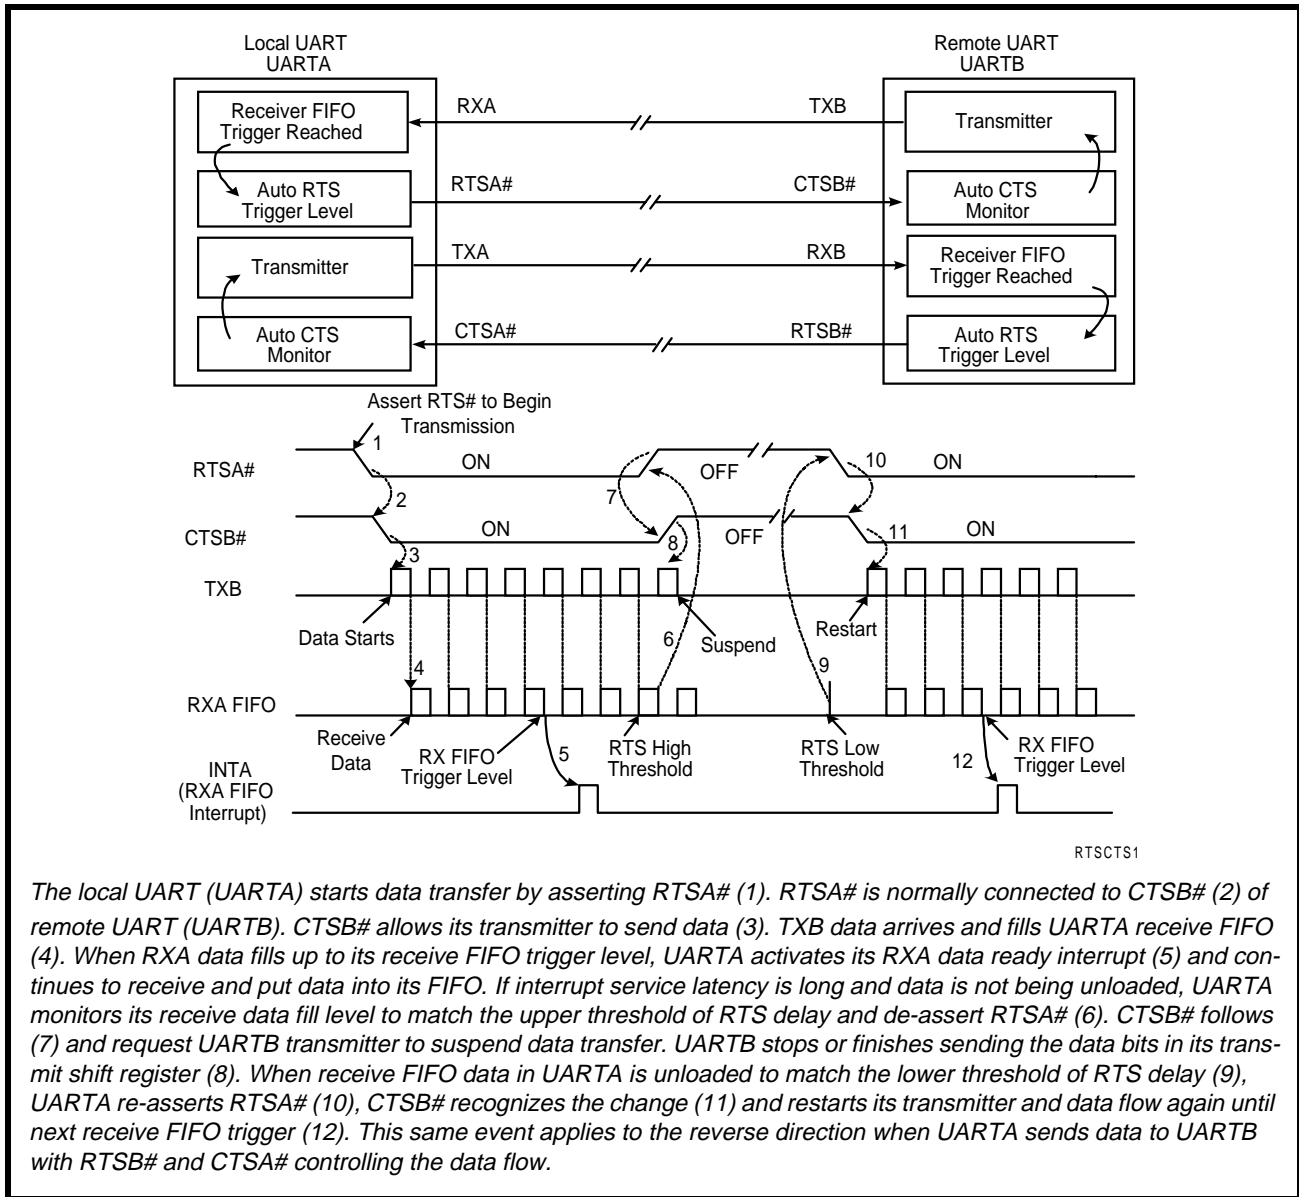 Local UART
UARTA
Remote UART
UARTB
Receiver FIFO
Trigger Reached
RXA
TXB
Transmitter
Auto RTS
Trigger Level
RTSA#
CTSB#
Auto CTS
Monitor
Transmitter
TXA
RXB
Receiver FIFO
Trigger Reached
Auto CTS
Monitor
CTSA#
RTSB#
Auto RTS
Trigger Level
Assert RTS# to Begin
Transmission
RTSA#
1
ON
OFF
10
ON
2
7
CTSB#
ON
OFF
11
ON
3
8
TXB
Data Starts
Suspend
Restart
4
6
9
RXA FIFO
Receive
Data
RX FIFO
Trigger Level
5
RTS High
Threshold
RTS Low
Threshold
12
RX FIFO
Trigger Level
INTA
(RXA FIFO
Interrupt)
RTSCTS1
The local UART (UARTA) starts data transfer by asserting RTSA# (1). RTSA# is normally connected to CTSB# (2) of
remote UART (UARTB). CTSB# allows its transmitter to send data (3). TXB data arrives and fills UARTA receive FIFO
(4). When RXA data fills up to its receive FIFO trigger level, UARTA activates its RXA data ready interrupt (5) and con-
tinues to receive and put data into its FIFO. If interrupt service latency is long and data is not being unloaded, UARTA
monitors its receive data fill level to match the upper threshold of RTS delay and de-assert RTSA# (6). CTSB# follows
(7) and request UARTB transmitter to suspend data transfer. UARTB stops or finishes sending the data bits in its trans-
mit shift register (8). When receive FIFO data in UARTA is unloaded to match the lower threshold of RTS delay (9),
UARTA re-asserts RTSA# (10), CTSB# recognizes the change (11) and restarts its transmitter and data flow again until
next receive FIFO trigger (12). This same event applies to the reverse direction when UARTA sends data to UARTB
with RTSB# and CTSA# controlling the data flow.